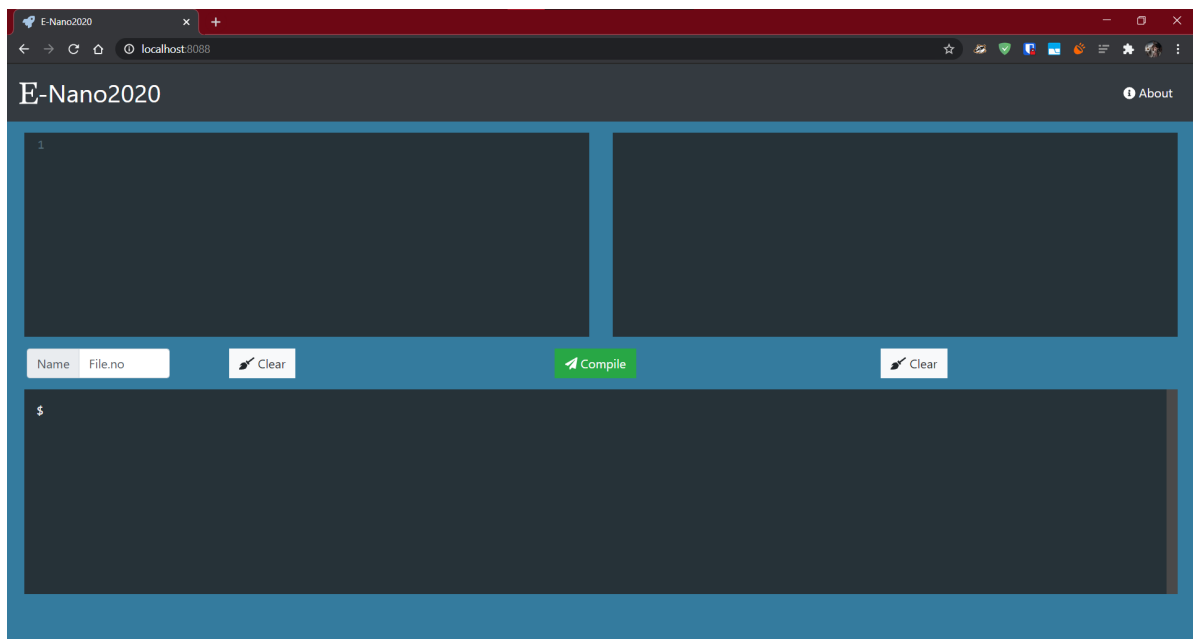 E-Nano2020
localhost:8088
E-Nano2020
About
1
Name File.no Clear Compile Clear
$